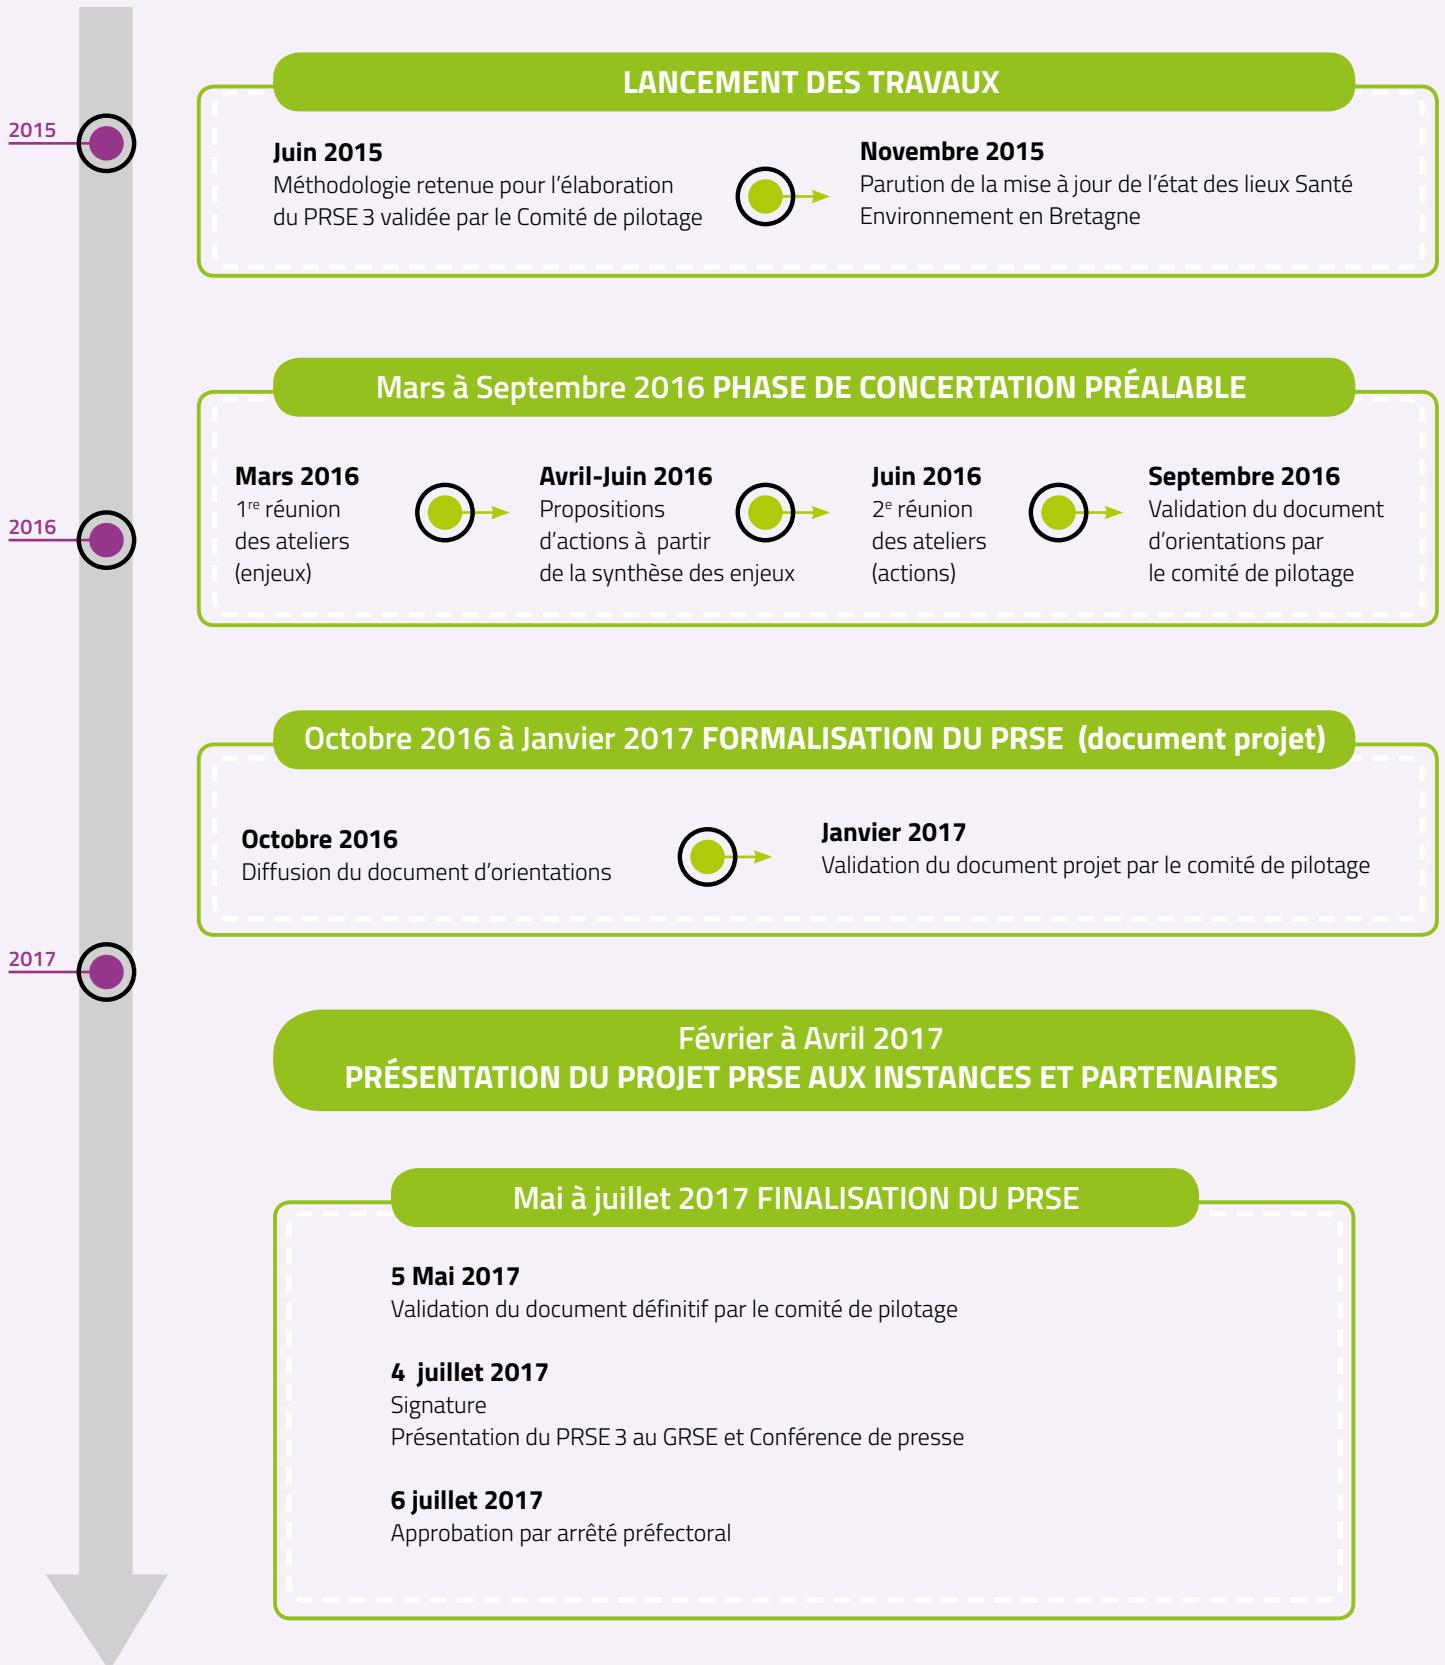 LANCEMENT DES TRAVAUX
2015
Juin 2015
Méthodologie retenue pour l’élaboration
du PRSE 3 validée par le Comité de pilotage
Novembre 2015
Parution de la mise à jour de l’état des lieux Santé
Environnement en Bretagne
Mars à Septembre 2016 PHASE DE CONCERTATION PRÉALABLE
2016
Mars 2016
1re réunion
des ateliers
(enjeux)
Avril-Juin 2016
Propositions
d’actions à partir
de la synthèse des enjeux
Juin 2016
2e réunion
des ateliers
(actions)
Septembre 2016
Validation du document
d’orientations par
le comité de pilotage
Octobre 2016 à Janvier 2017 FORMALISATION DU PRSE (document projet)
Octobre 2016
Diffusion du document d’orientations
Janvier 2017
Validation du document projet par le comité de pilotage
2017
Février à Avril 2017
PRÉSENTATION DU PROJET PRSE AUX INSTANCES ET PARTENAIRES
Mai à juillet 2017 FINALISATION DU PRSE
5 Mai 2017
Validation du document définitif par le comité de pilotage
4 juillet 2017
Signature
Présentation du PRSE 3 au GRSE et Conférence de presse
6 juillet 2017
Approbation par arrêté préfectoral